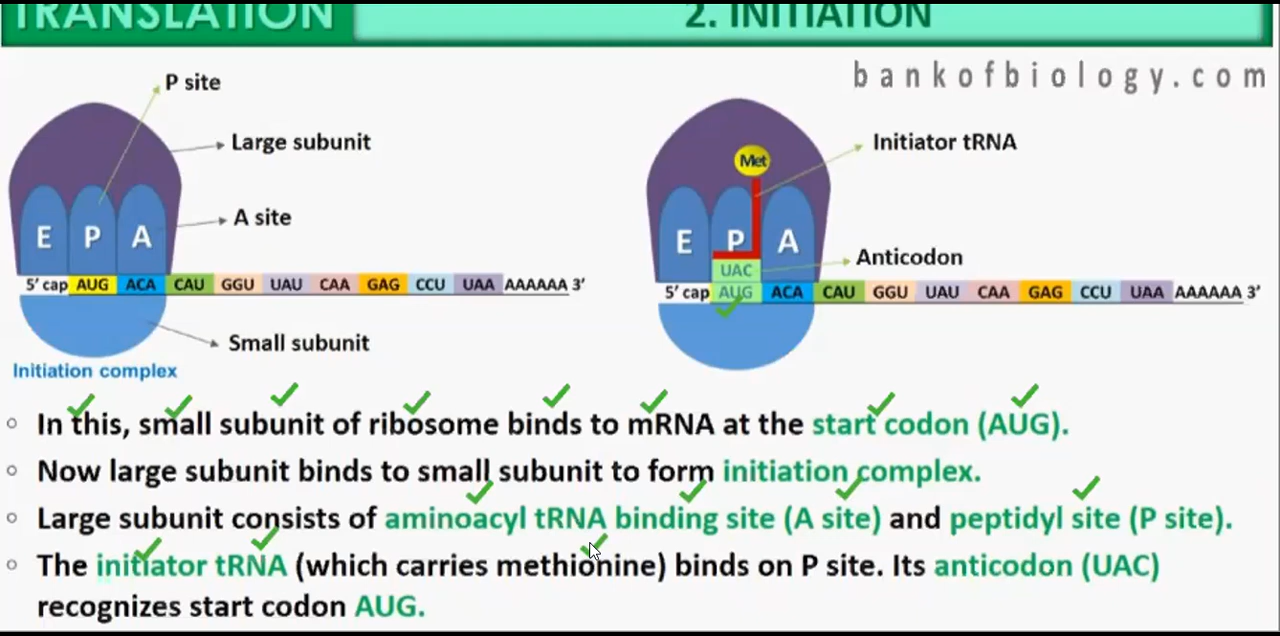 TRANSLATION
2. INITIATION
bankofbiology.com
P site
Large subunit
A site
E P A
5' cap AUG ACA CAU GGU UAU CAA GAG CCU UAA AAAAAA 3'
Small subunit
Initiation complex
Met
Initiator tRNA
E P A
UAC
Anticodon
5' cap AUG ACA CAU GGU UAU CAA GAG CCU UAA AAAAAA 3'
In this, small subunit of ribosome binds to mRNA at the start codon (AUG).
Now large subunit binds to small subunit to form initiation complex.
Large subunit consists of aminoacyl tRNA binding site (A site) and peptidyl site (P site).
The initiator tRNA (which carries methionine) binds on P site. Its anticodon (UAC)
recognizes start codon AUG.